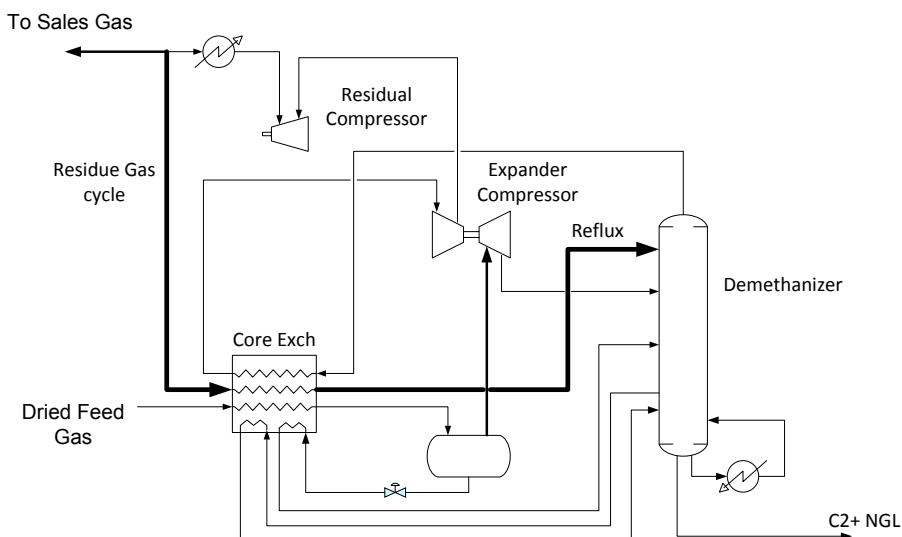 To Sales Gas
Residual
Compressor
Residue Gas
cycle
Expander
Compressor
Reflux
Demethanizer
Core Exch
Dried Feed
Gas
C2+ NGL